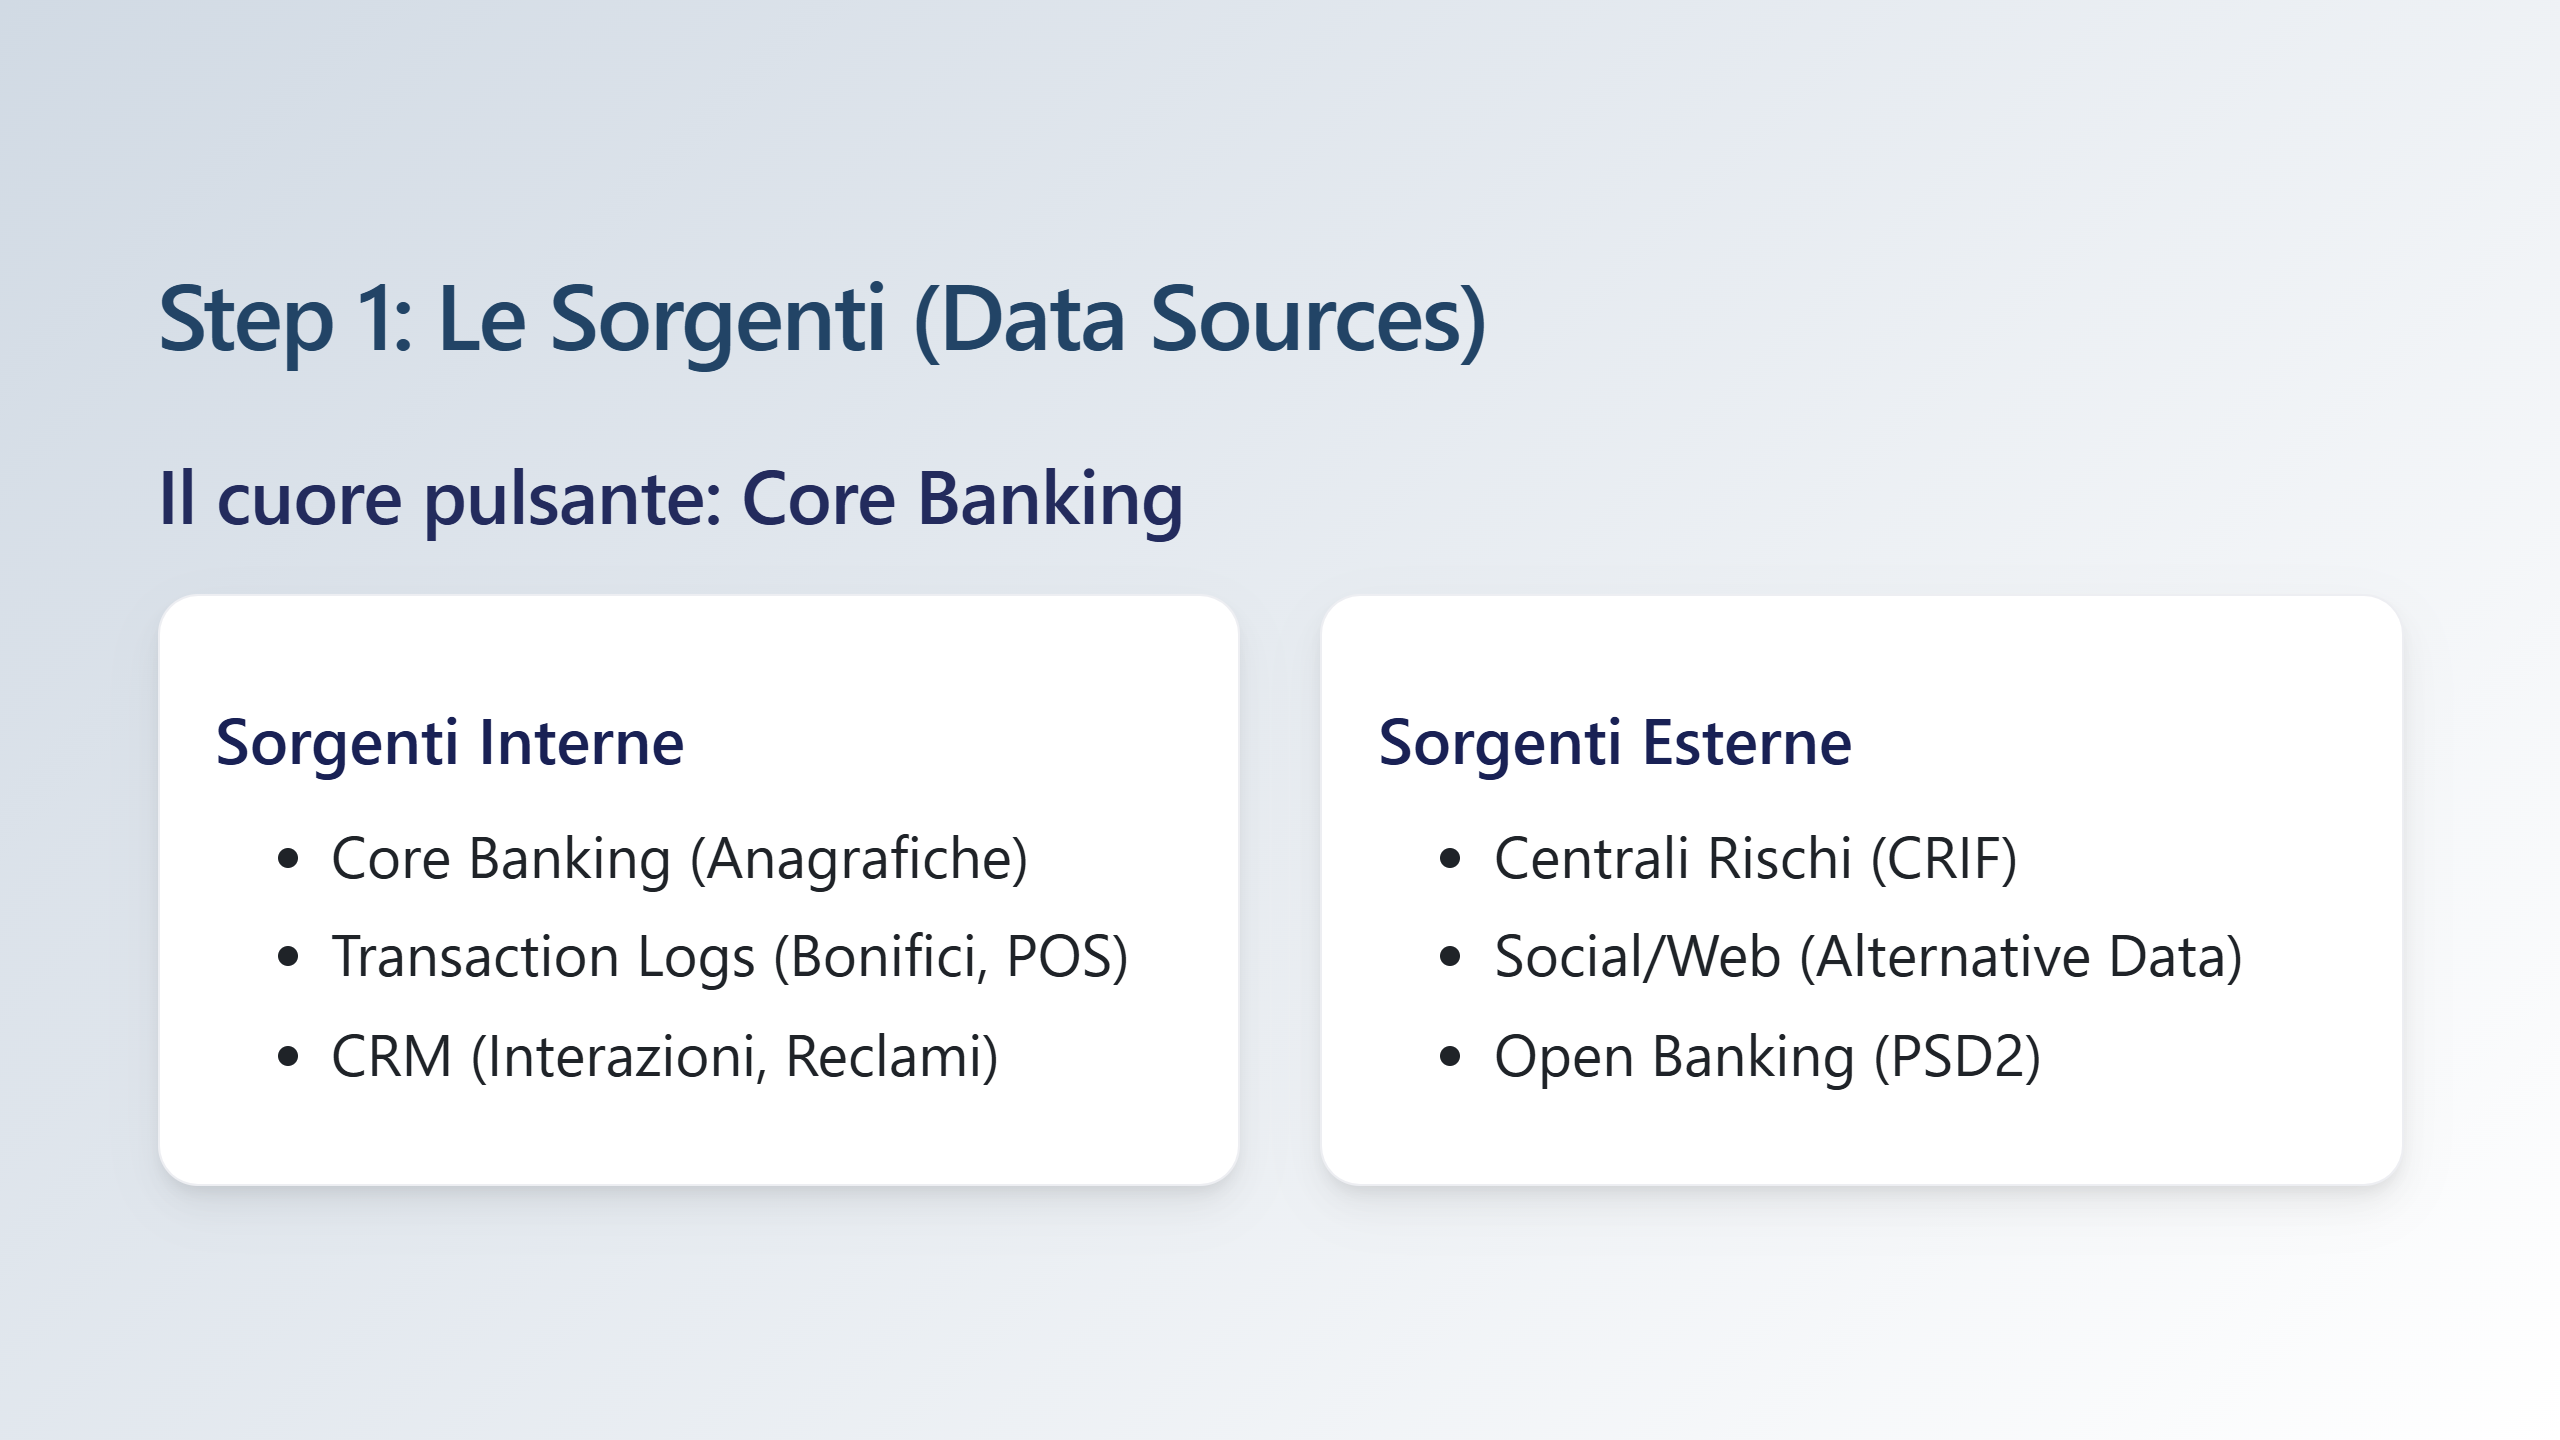 Step 1: Le Sorgenti (Data Sources)
Il cuore pulsante: Core Banking
Sorgenti Interne
• Core Banking (Anagrafiche)
• Transaction Logs (Bonifici, POS)
• CRM (Interazioni, Reclami)
Sorgenti Esterne
• Centrali Rischi (CRIF)
• Social/Web (Alternative Data)
• Open Banking (PSD2)